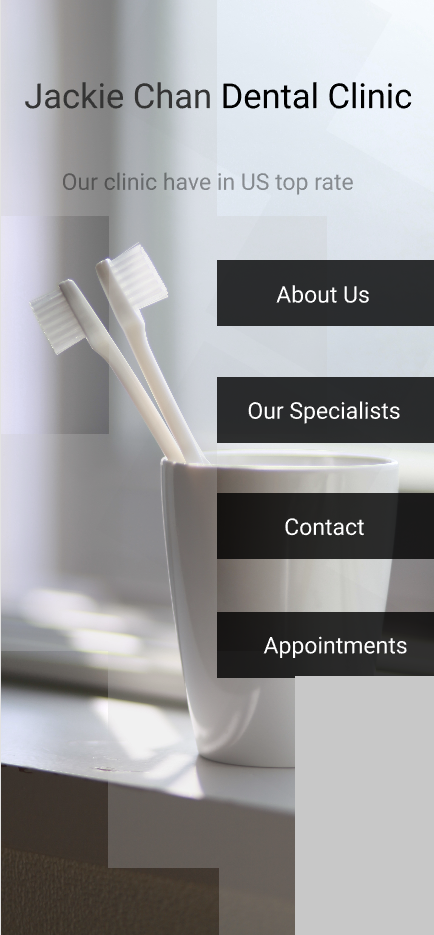 Jackie Chan Dental Clinic
Our clinic have in US top rate
About Us
Our Specialists
Contact
Appointments